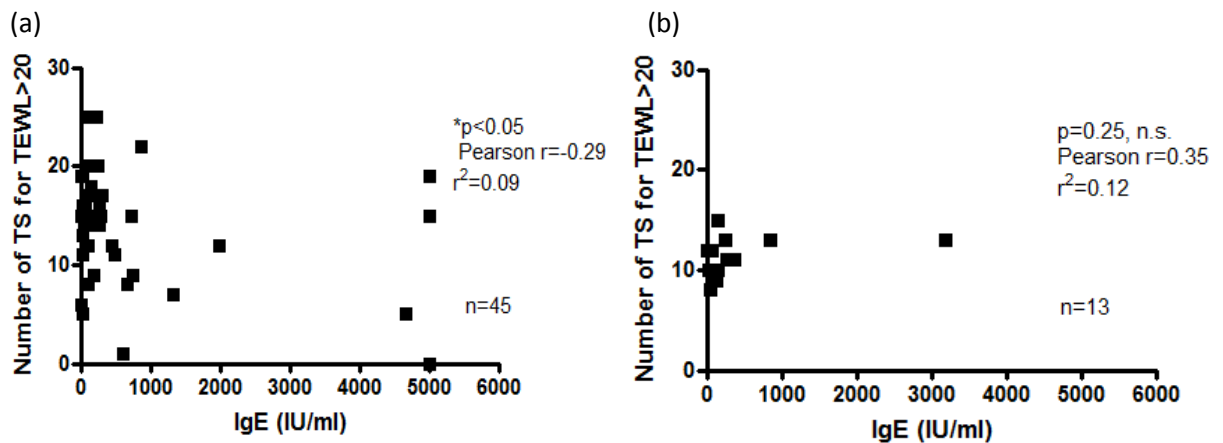 (a)
Number of TS for TEWL>20
30
20
10
0
0 1000 2000 3000 4000 5000 6000
IgE (IU/ml)
*p<0.05
Pearson r=-0.29
r²=0.09
n=45
(b)
Number of TS for TEWL>20
30
20
10
0
0 1000 2000 3000 4000 5000 6000
IgE (IU/ml)
p=0.25, n.s.
Pearson r=0.35
r²=0.12
n=13